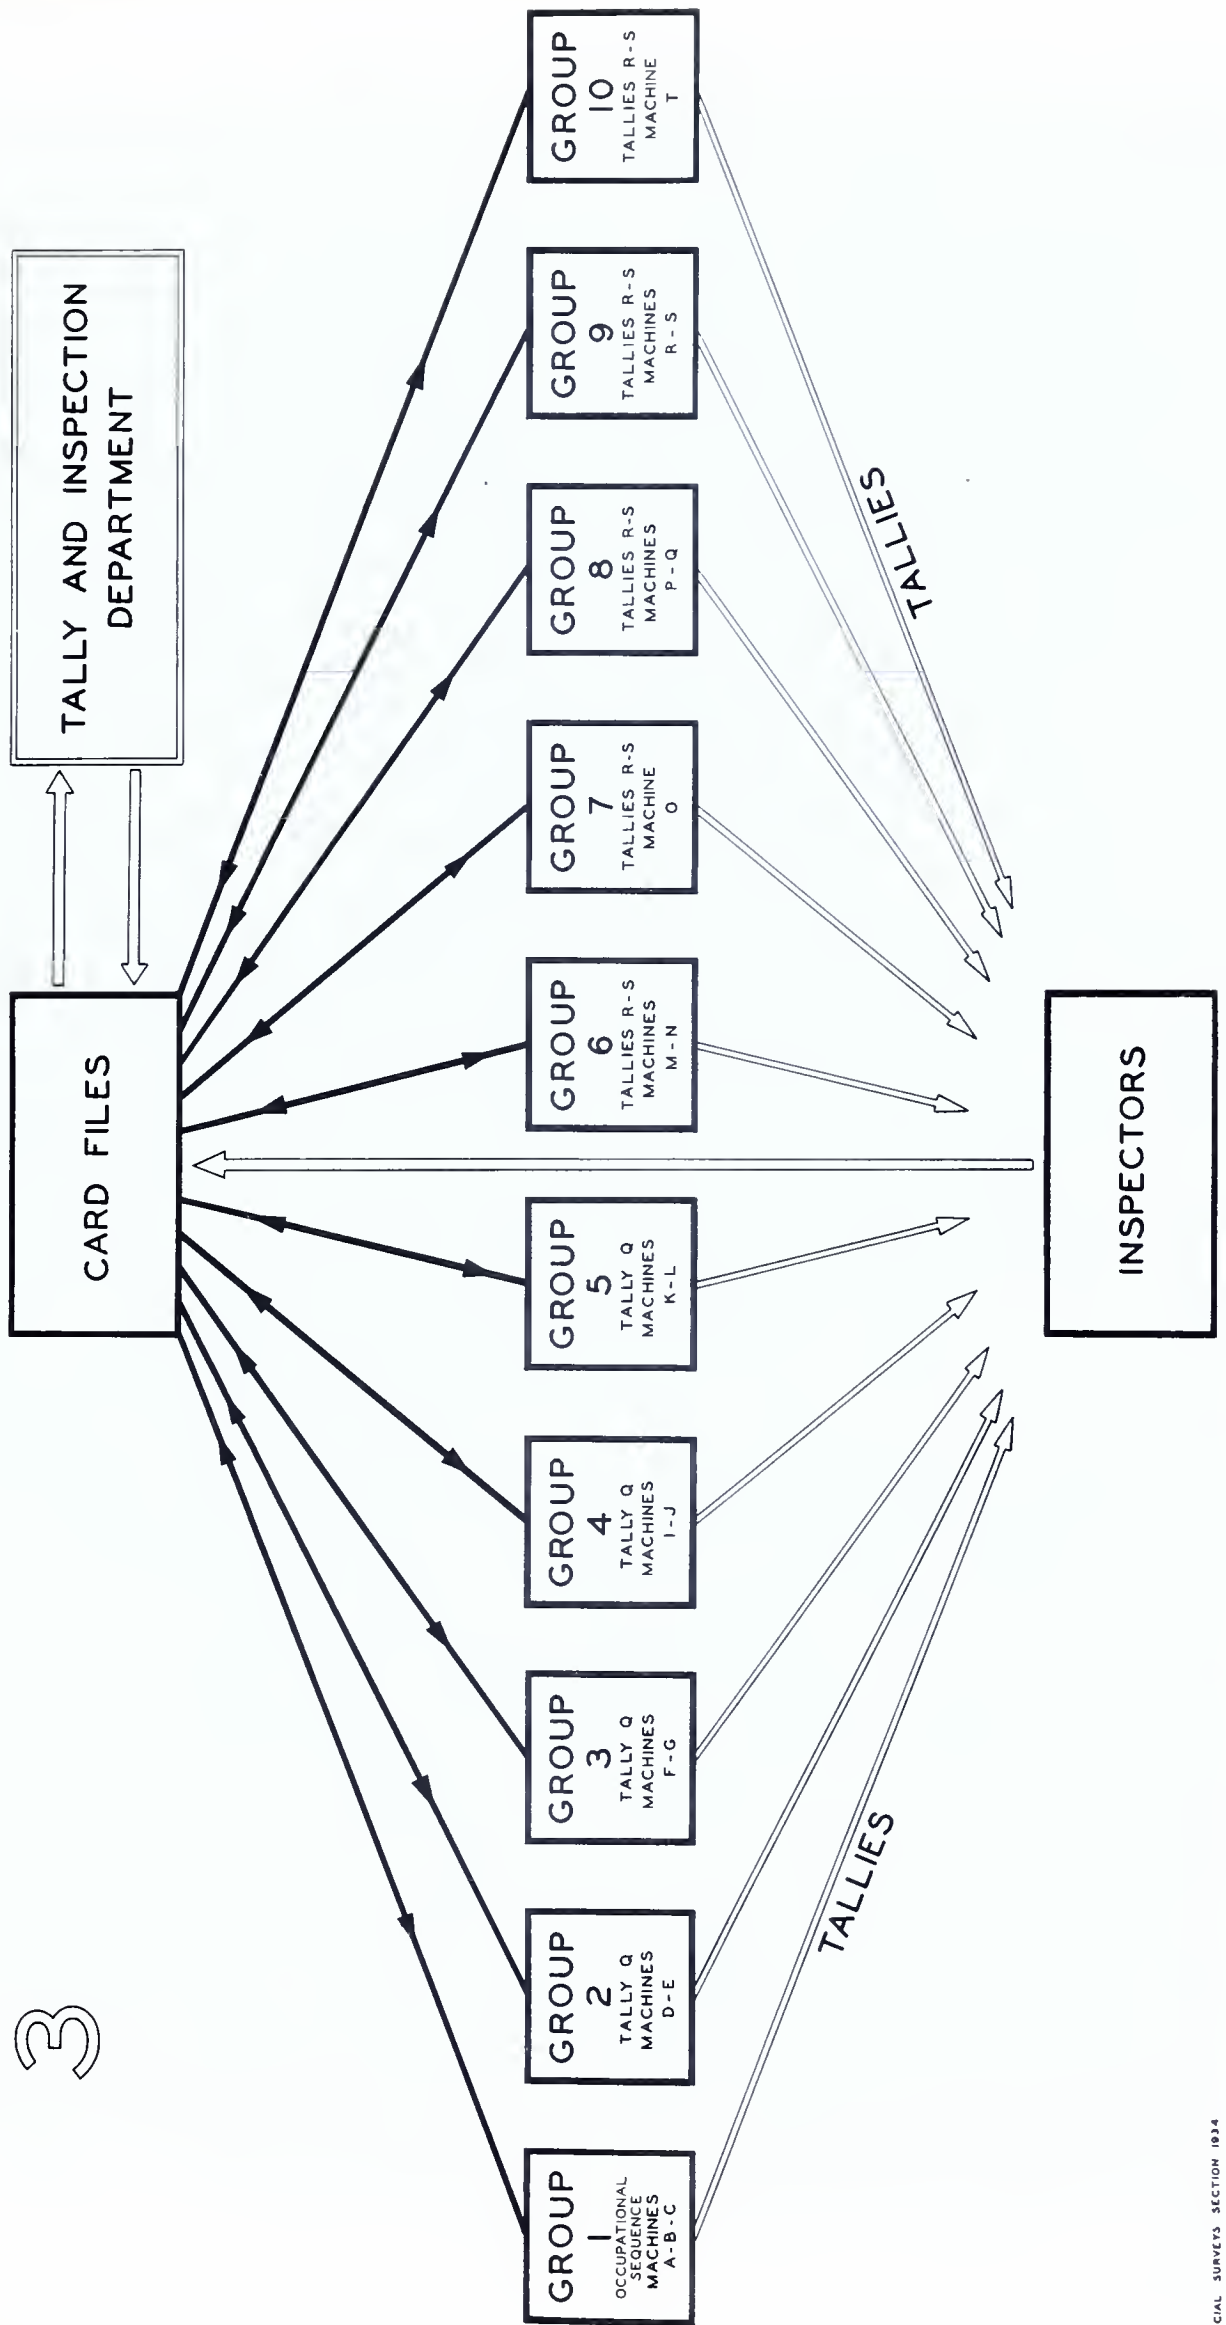 3
CARD FILES
TALLY AND INSPECTION
DEPARTMENT
GROUP
1
OCCUPATIONAL
SEQUENCE
MACHINES
A-B-C
GROUP
2
TALLY Q
MACHINES
D-E
GROUP
3
TALLY Q
MACHINES
F-G
GROUP
4
TALLY Q
MACHINES
I-J
GROUP
5
TALLY Q
MACHINES
K-L
GROUP
6
TALLIES R-S
MACHINES
M-N
GROUP
7
TALLIES R-S
MACHINE
O
GROUP
8
TALLIES R-S
MACHINES
P-Q
GROUP
9
TALLIES R-S
MACHINES
R-S
GROUP
10
TALLIES R-S
MACHINE
T
TALLIES
TALLIES
INSPECTORS
CIAL SURVEYS SECTION 1934